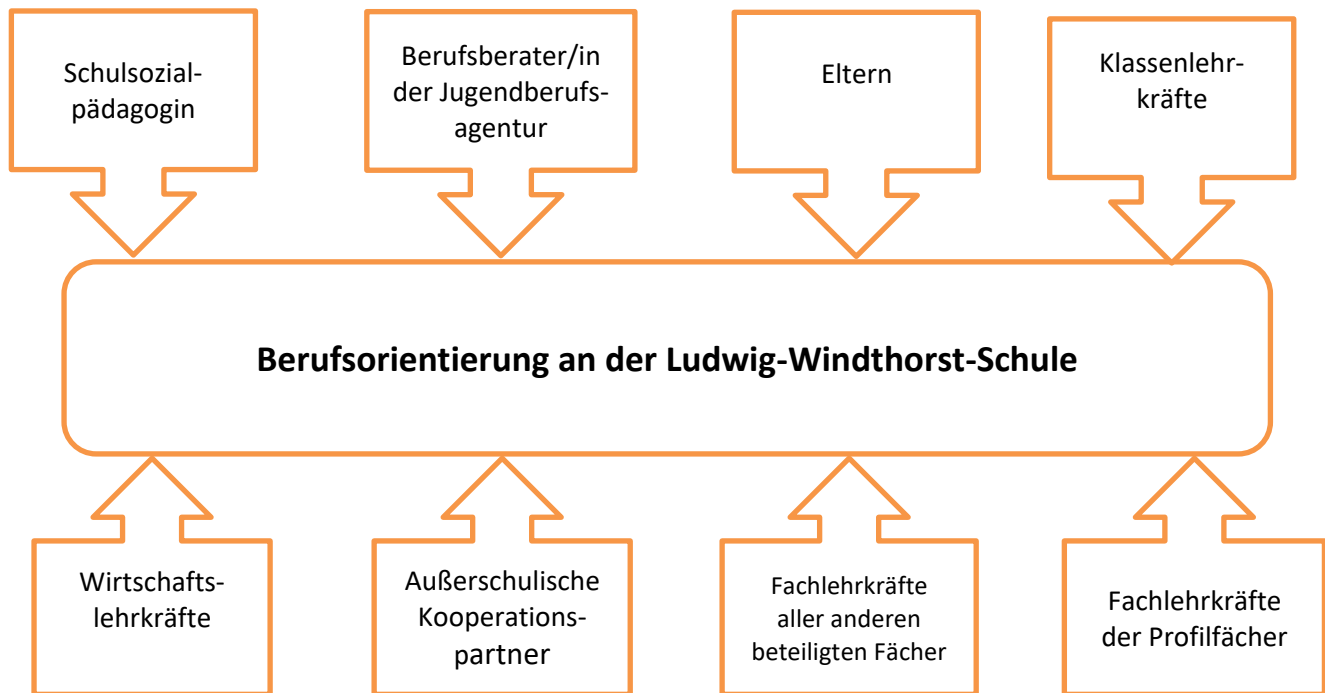 Schulsozial-
pädagogin
Berufsberater/in
der Jugendberufs-
agentur
Eltern
Klassenlehr-
kräfte
Berufsorientierung an der Ludwig-Windthorst-Schule
Wirtschafts-
lehrkräfte
Außerschulische
Kooperations-
partner
Fachlehrkräfte
aller anderen
beteiligten Fächer
Fachlehrkräfte
der Profilfächer